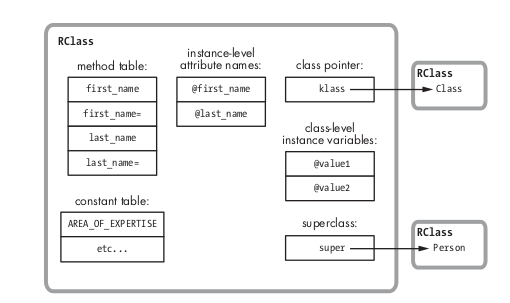 RClass
method table:
first_name
first_name=
last_name
last_name=
constant table:
AREA_OF_EXPERTISE
etc...
instance-level
attribute names:
@first_name
@last_name
class pointer:
klass
class-level
instance variables:
@value1
@value2
superclass:
super
RClass
Class
RClass
Person